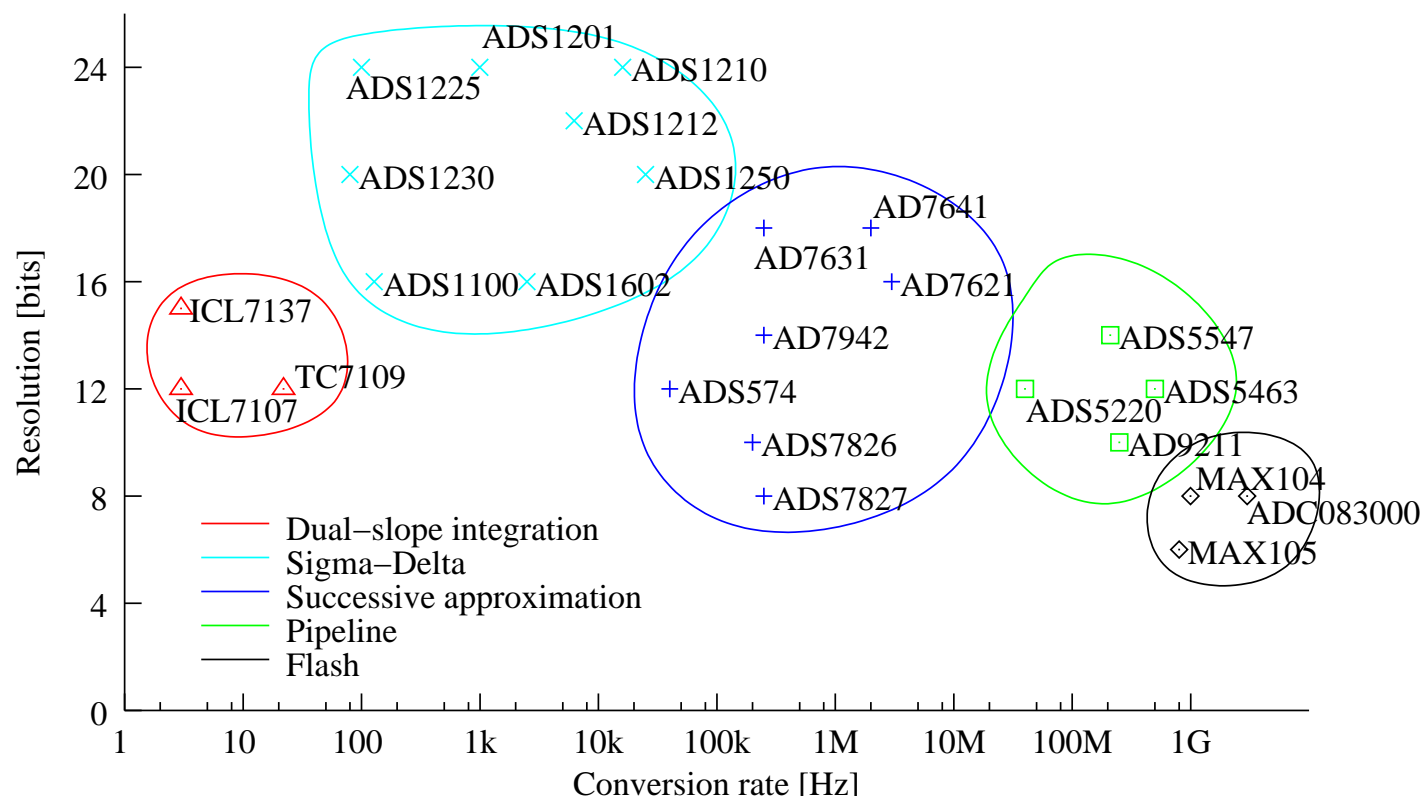 Resolution [bits]
24
20
16
12
8
4
0
ADS1201
ADS1225
ADS1210
ADS1212
ADS1230
ADS1250
ADS1100
ADS1602
AD7641
AD7631
AD7621
ICL7137
AD7942
ADS5547
TC7109
ICL7107
ADS574
ADS5220
ADS5463
ADS7826
AD9211
ADS7827
MAX104
ADC083000
MAX105
Dual−slope integration
Sigma−Delta
Successive approximation
Pipeline
Flash
1 10 100 1k 10k 100k 1M 10M 100M 1G
Conversion rate [Hz]